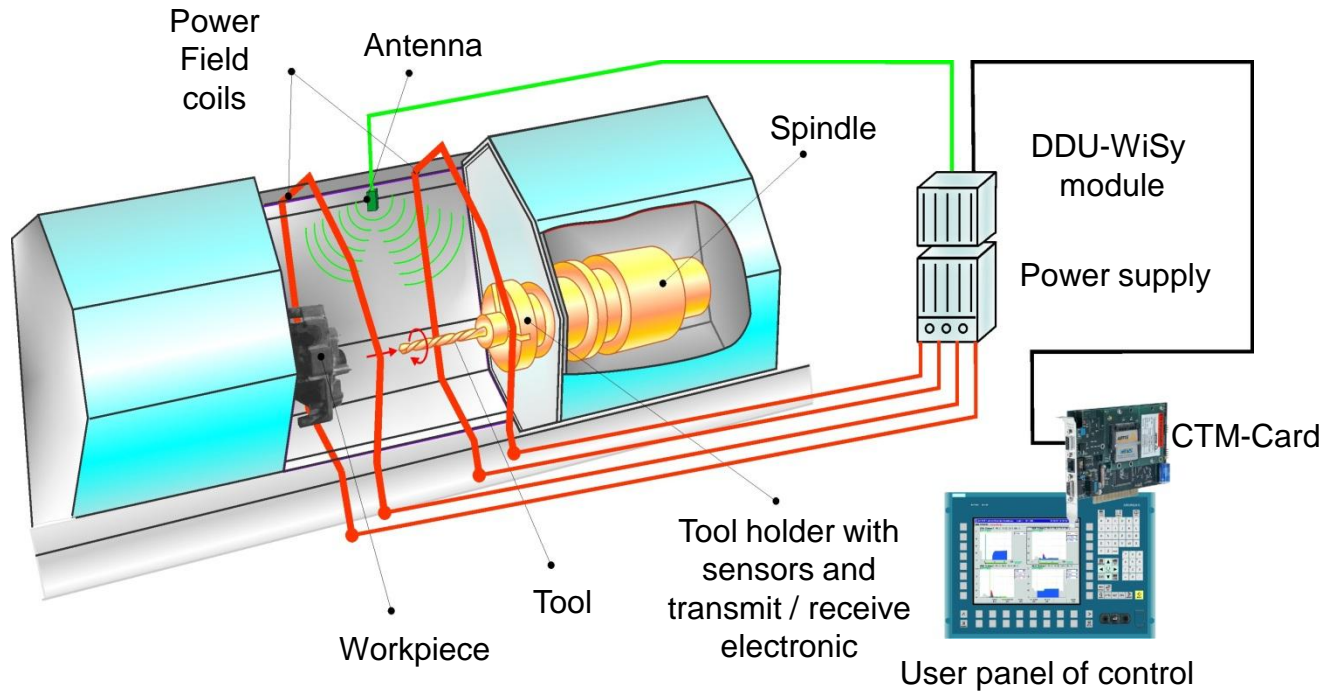 Power
Field
coils
Antenna
Spindle
DDU-WiSy
module
Power supply
CTM-Card
Tool holder with
sensors and
transmit / receive
electronic
Tool
Workpiece
User panel of control